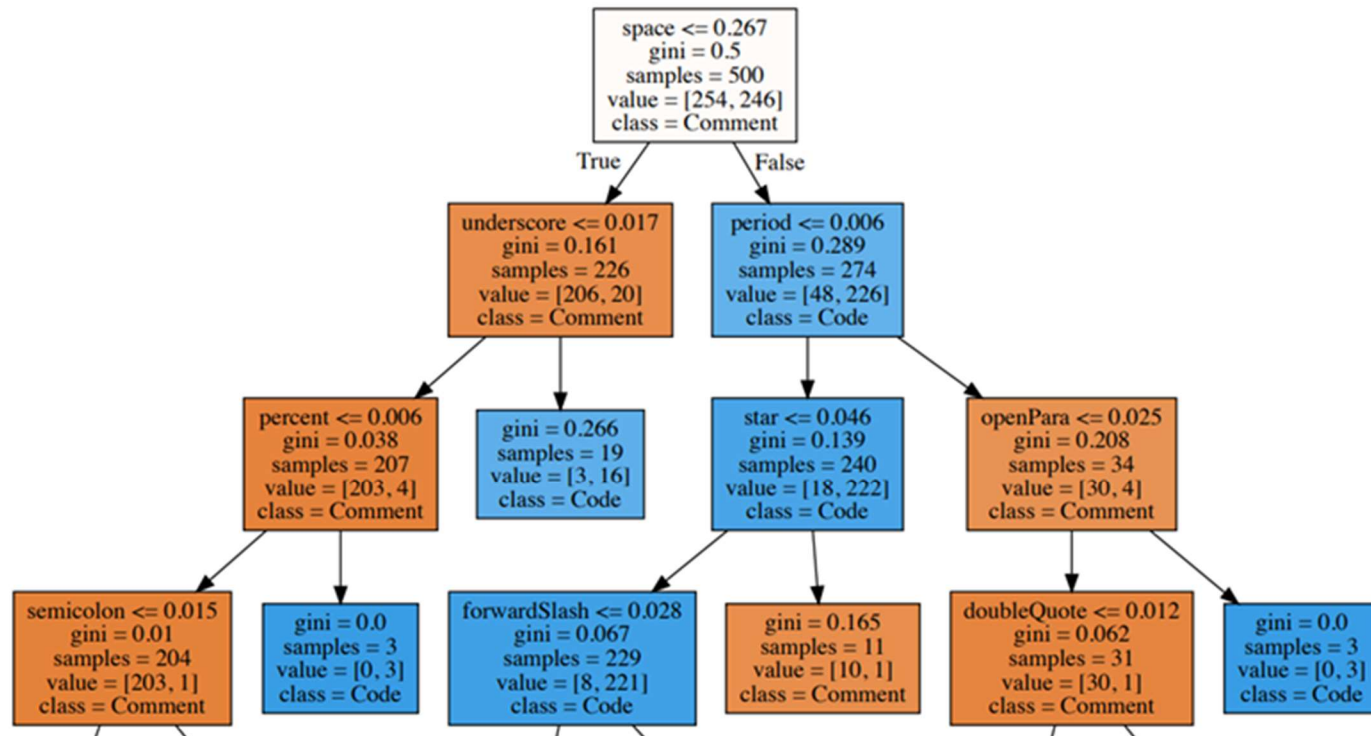 space <= 0.267
gini = 0.5
samples = 500
value = [254, 246]
class = Comment
True
False
underscore <= 0.017
gini = 0.161
samples = 226
value = [206, 20]
class = Comment
period <= 0.006
gini = 0.289
samples = 274
value = [48, 226]
class = Code
percent <= 0.006
gini = 0.038
samples = 207
value = [203, 4]
class = Comment
gini = 0.266
samples = 19
value = [3, 16]
class = Code
star <= 0.046
gini = 0.139
samples = 240
value = [18, 222]
class = Code
openPara <= 0.025
gini = 0.208
samples = 34
value = [30, 4]
class = Comment
semicolon <= 0.015
gini = 0.01
samples = 204
value = [203, 1]
class = Comment
gini = 0.0
samples = 3
value = [0, 3]
class = Code
forwardSlash <= 0.028
gini = 0.067
samples = 229
value = [8, 221]
class = Code
gini = 0.165
samples = 11
value = [10, 1]
class = Comment
doubleQuote <= 0.012
gini = 0.062
samples = 31
value = [30, 1]
class = Comment
gini = 0.0
samples = 3
value = [0, 3]
class = Code